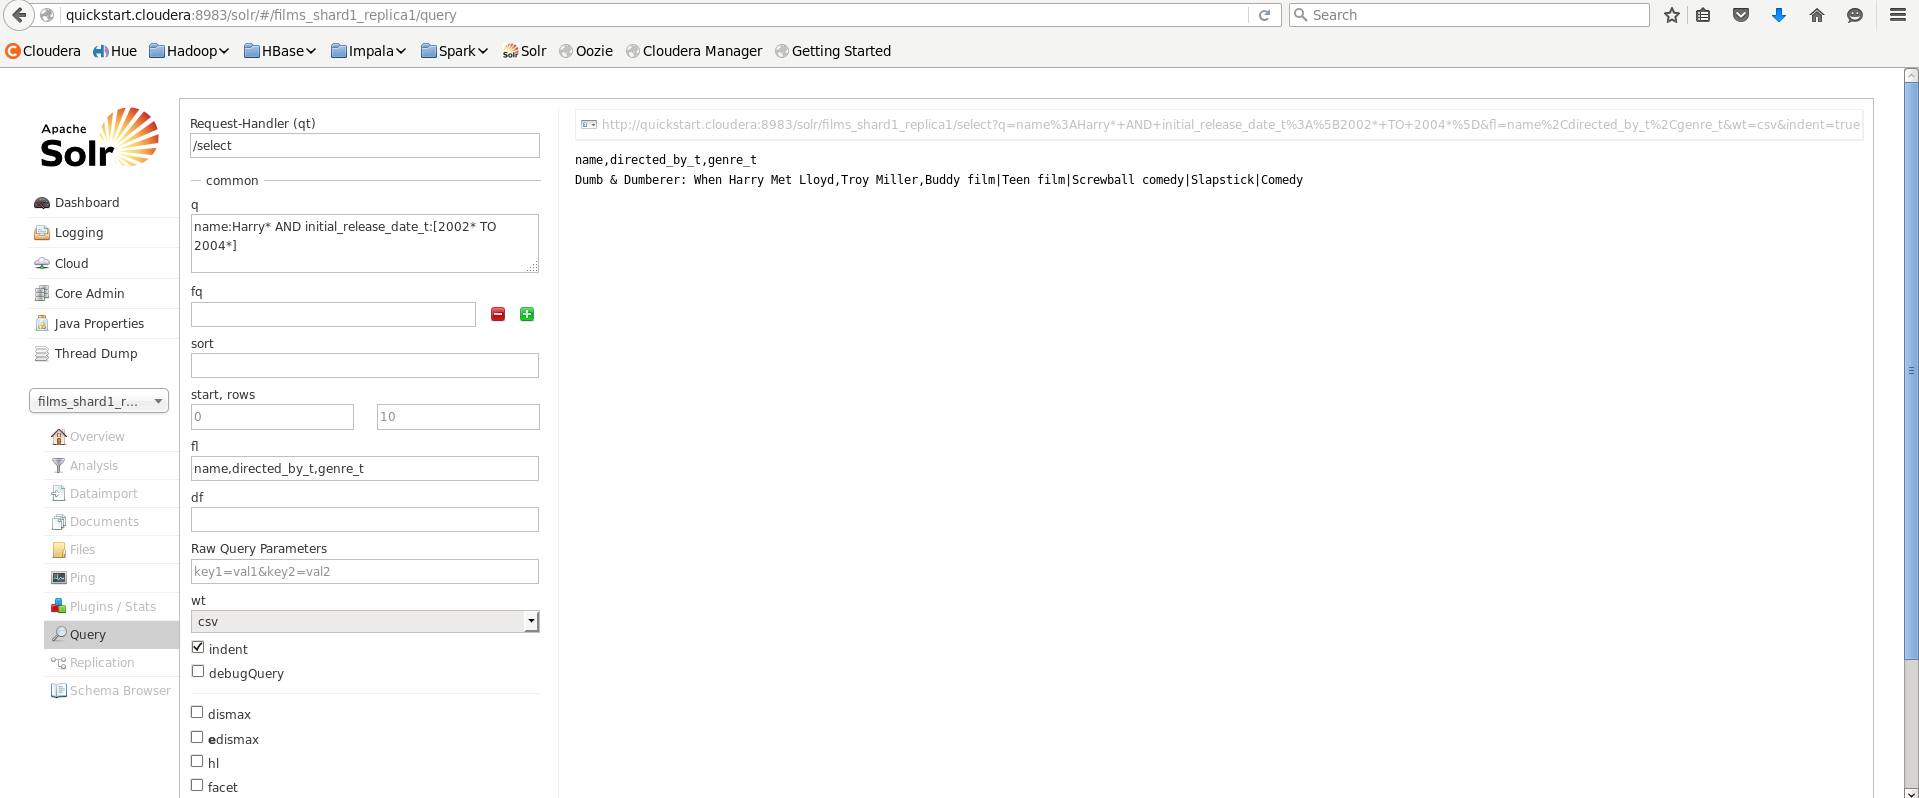 quickstart.cloudera:8983/solr/#/films_shard1_replica1/query
Search
Cloudera Hue Hadoop HBase Impala Spark Solr Oozie Cloudera Manager Getting Started
Apache
Solr
Dashboard
Logging
Cloud
Core Admin
Java Properties
Thread Dump
films_shard1_r...
Overview
Analysis
Dataimport
Documents
Files
Ping
Plugins / Stats
Query
Replication
Schema Browser
Request-Handler (qt)
/select
common
q
name:Harry* AND initial_release_date_t:[2002* TO
2004*]
fq
sort
start, rows
0 10
fl
name,directed_by_t,genre_t
df
Raw Query Parameters
key1=val1&key2=val2
wt
csv
indent
debugQuery
dismax
edismax
hl
facet
http://quickstart.cloudera:8983/solr/films_shard1_replica1/select?q=name%3AHarry*+AND+initial_release_date_t%3A%5B2002*+TO+2004*%5D&fl=name%2Cdirected_by_t%2Cgenre_t&wt=csv&indent=true
name,directed_by_t,genre_t
Dumb & Dumberer: When Harry Met Lloyd,Troy Miller,Buddy film|Teen film|Screwball comedy|Slapstick|Comedy